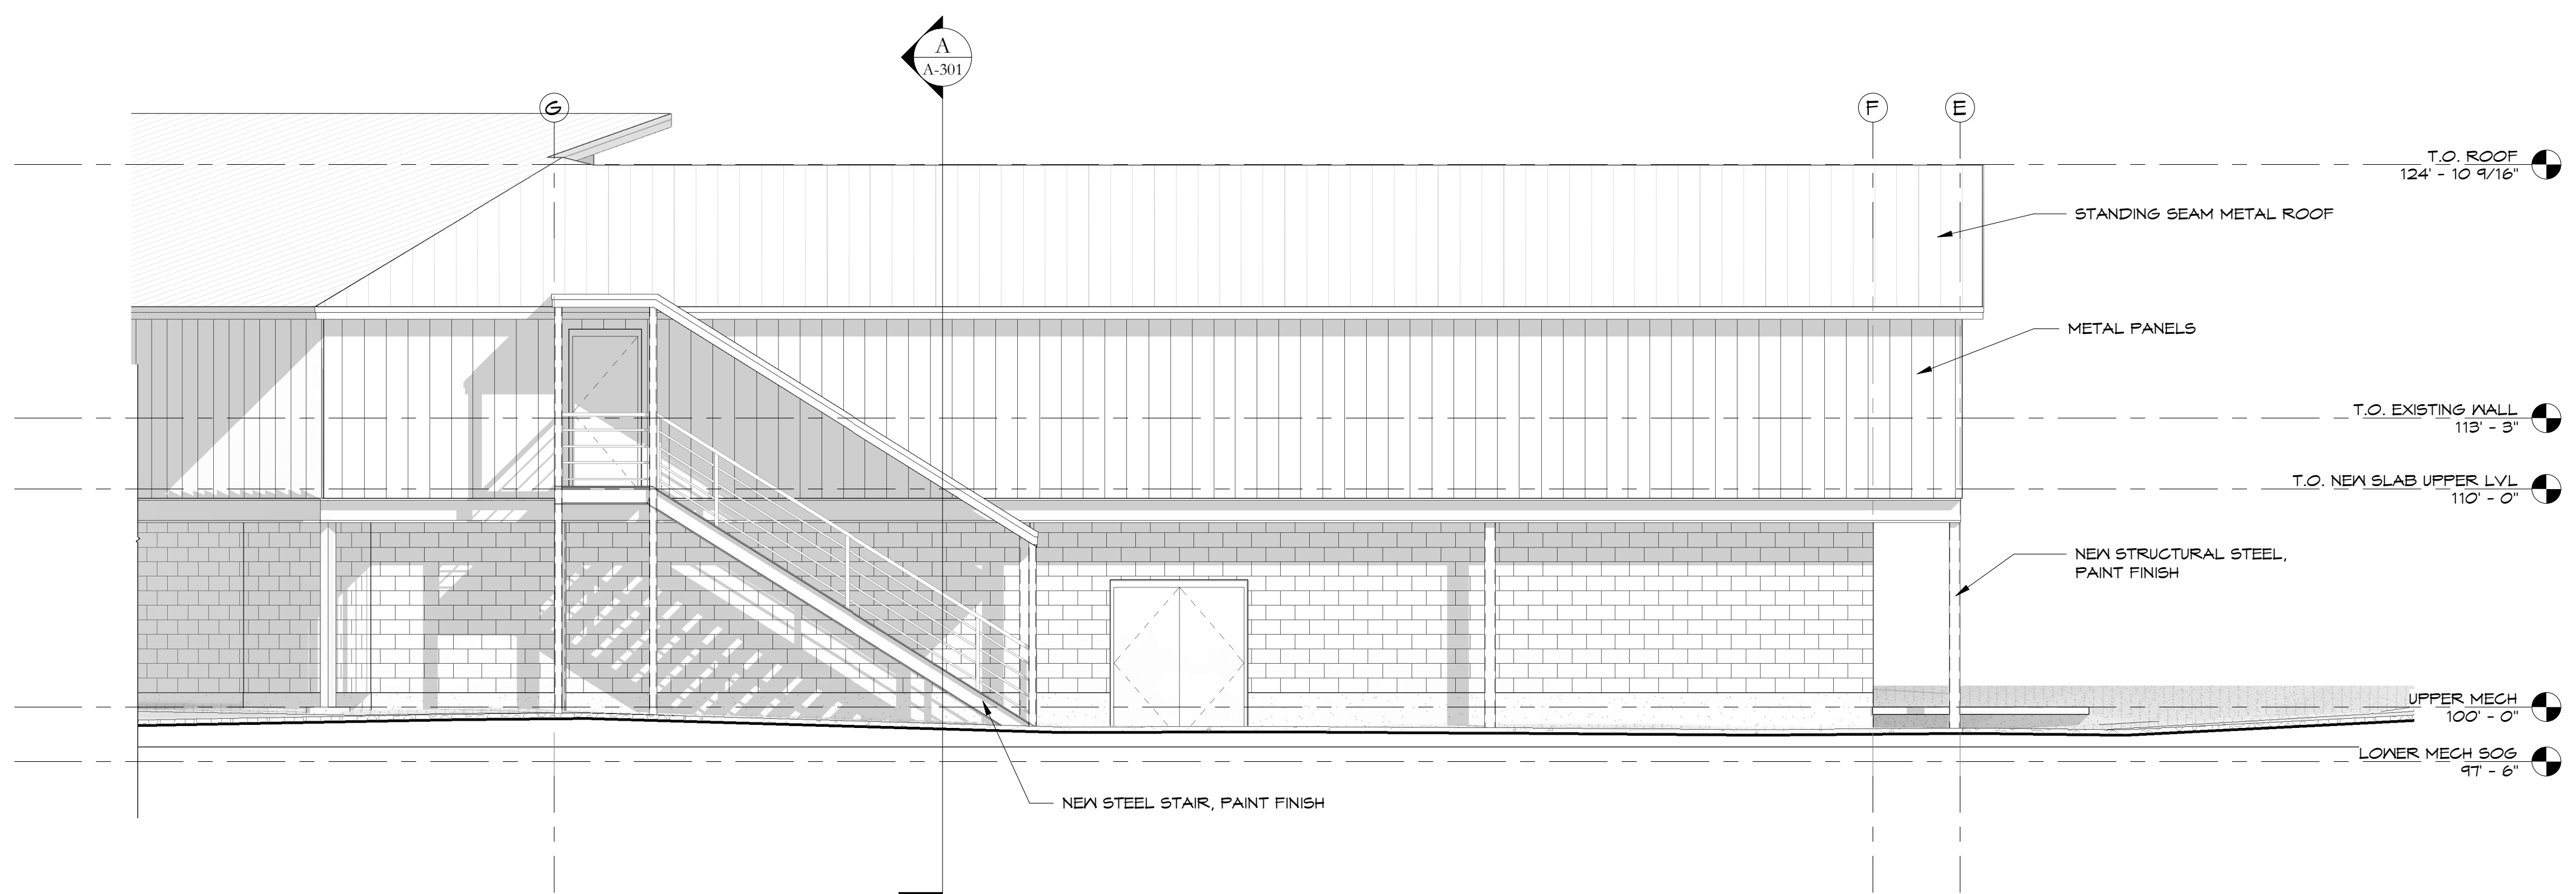 A
A-301
G
F
E
T.O. ROOF
124' - 10 9/16"
STANDING SEAM METAL ROOF
METAL PANELS
T.O. EXISTING WALL
113' - 3"
T.O. NEW SLAB UPPER LVL
110' - 0"
NEW STRUCTURAL STEEL,
PAINT FINISH
UPPER MECH
100' - 0"
LOWER MECH SOG
97' - 6"
NEW STEEL STAIR, PAINT FINISH